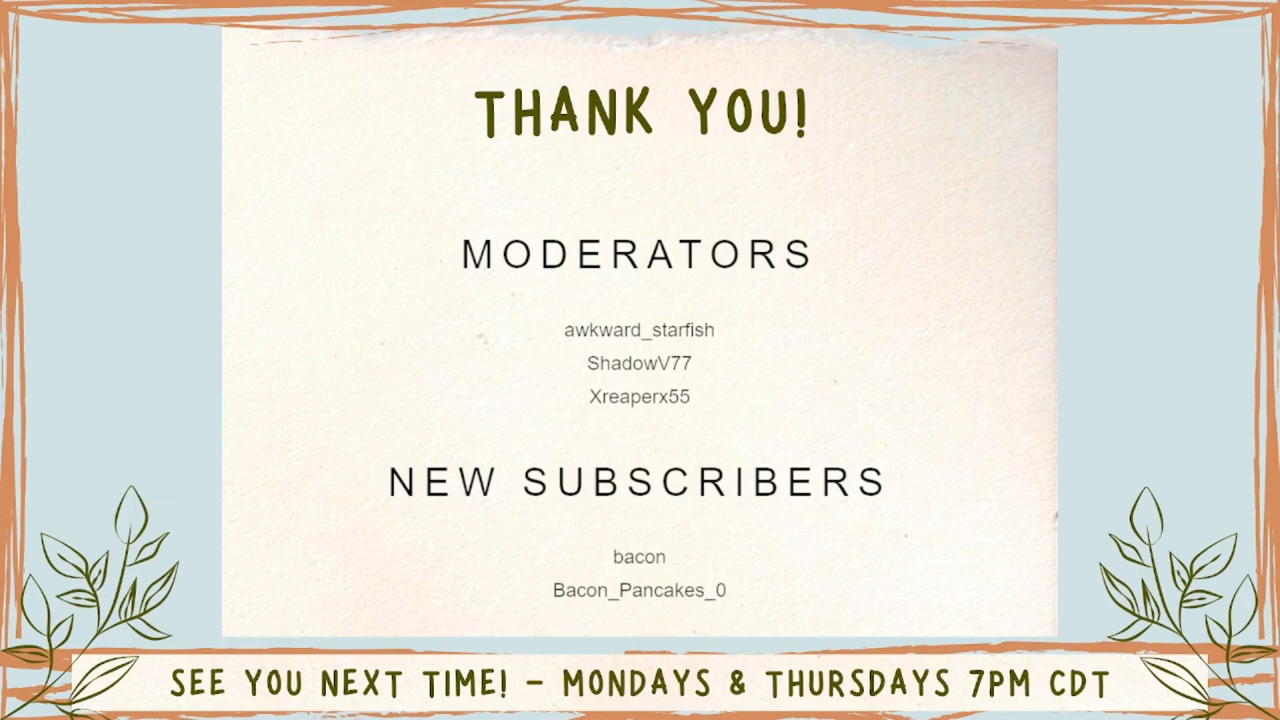 THANK YOU!
MODERATORS
awkward_starfish
ShadowV77
Xreaperx55
NEW SUBSCRIBERS
bacon
Bacon_Pancakes_0
SEE YOU NEXT TIME! - MONDAYS & THURSDAYS 7PM CDT